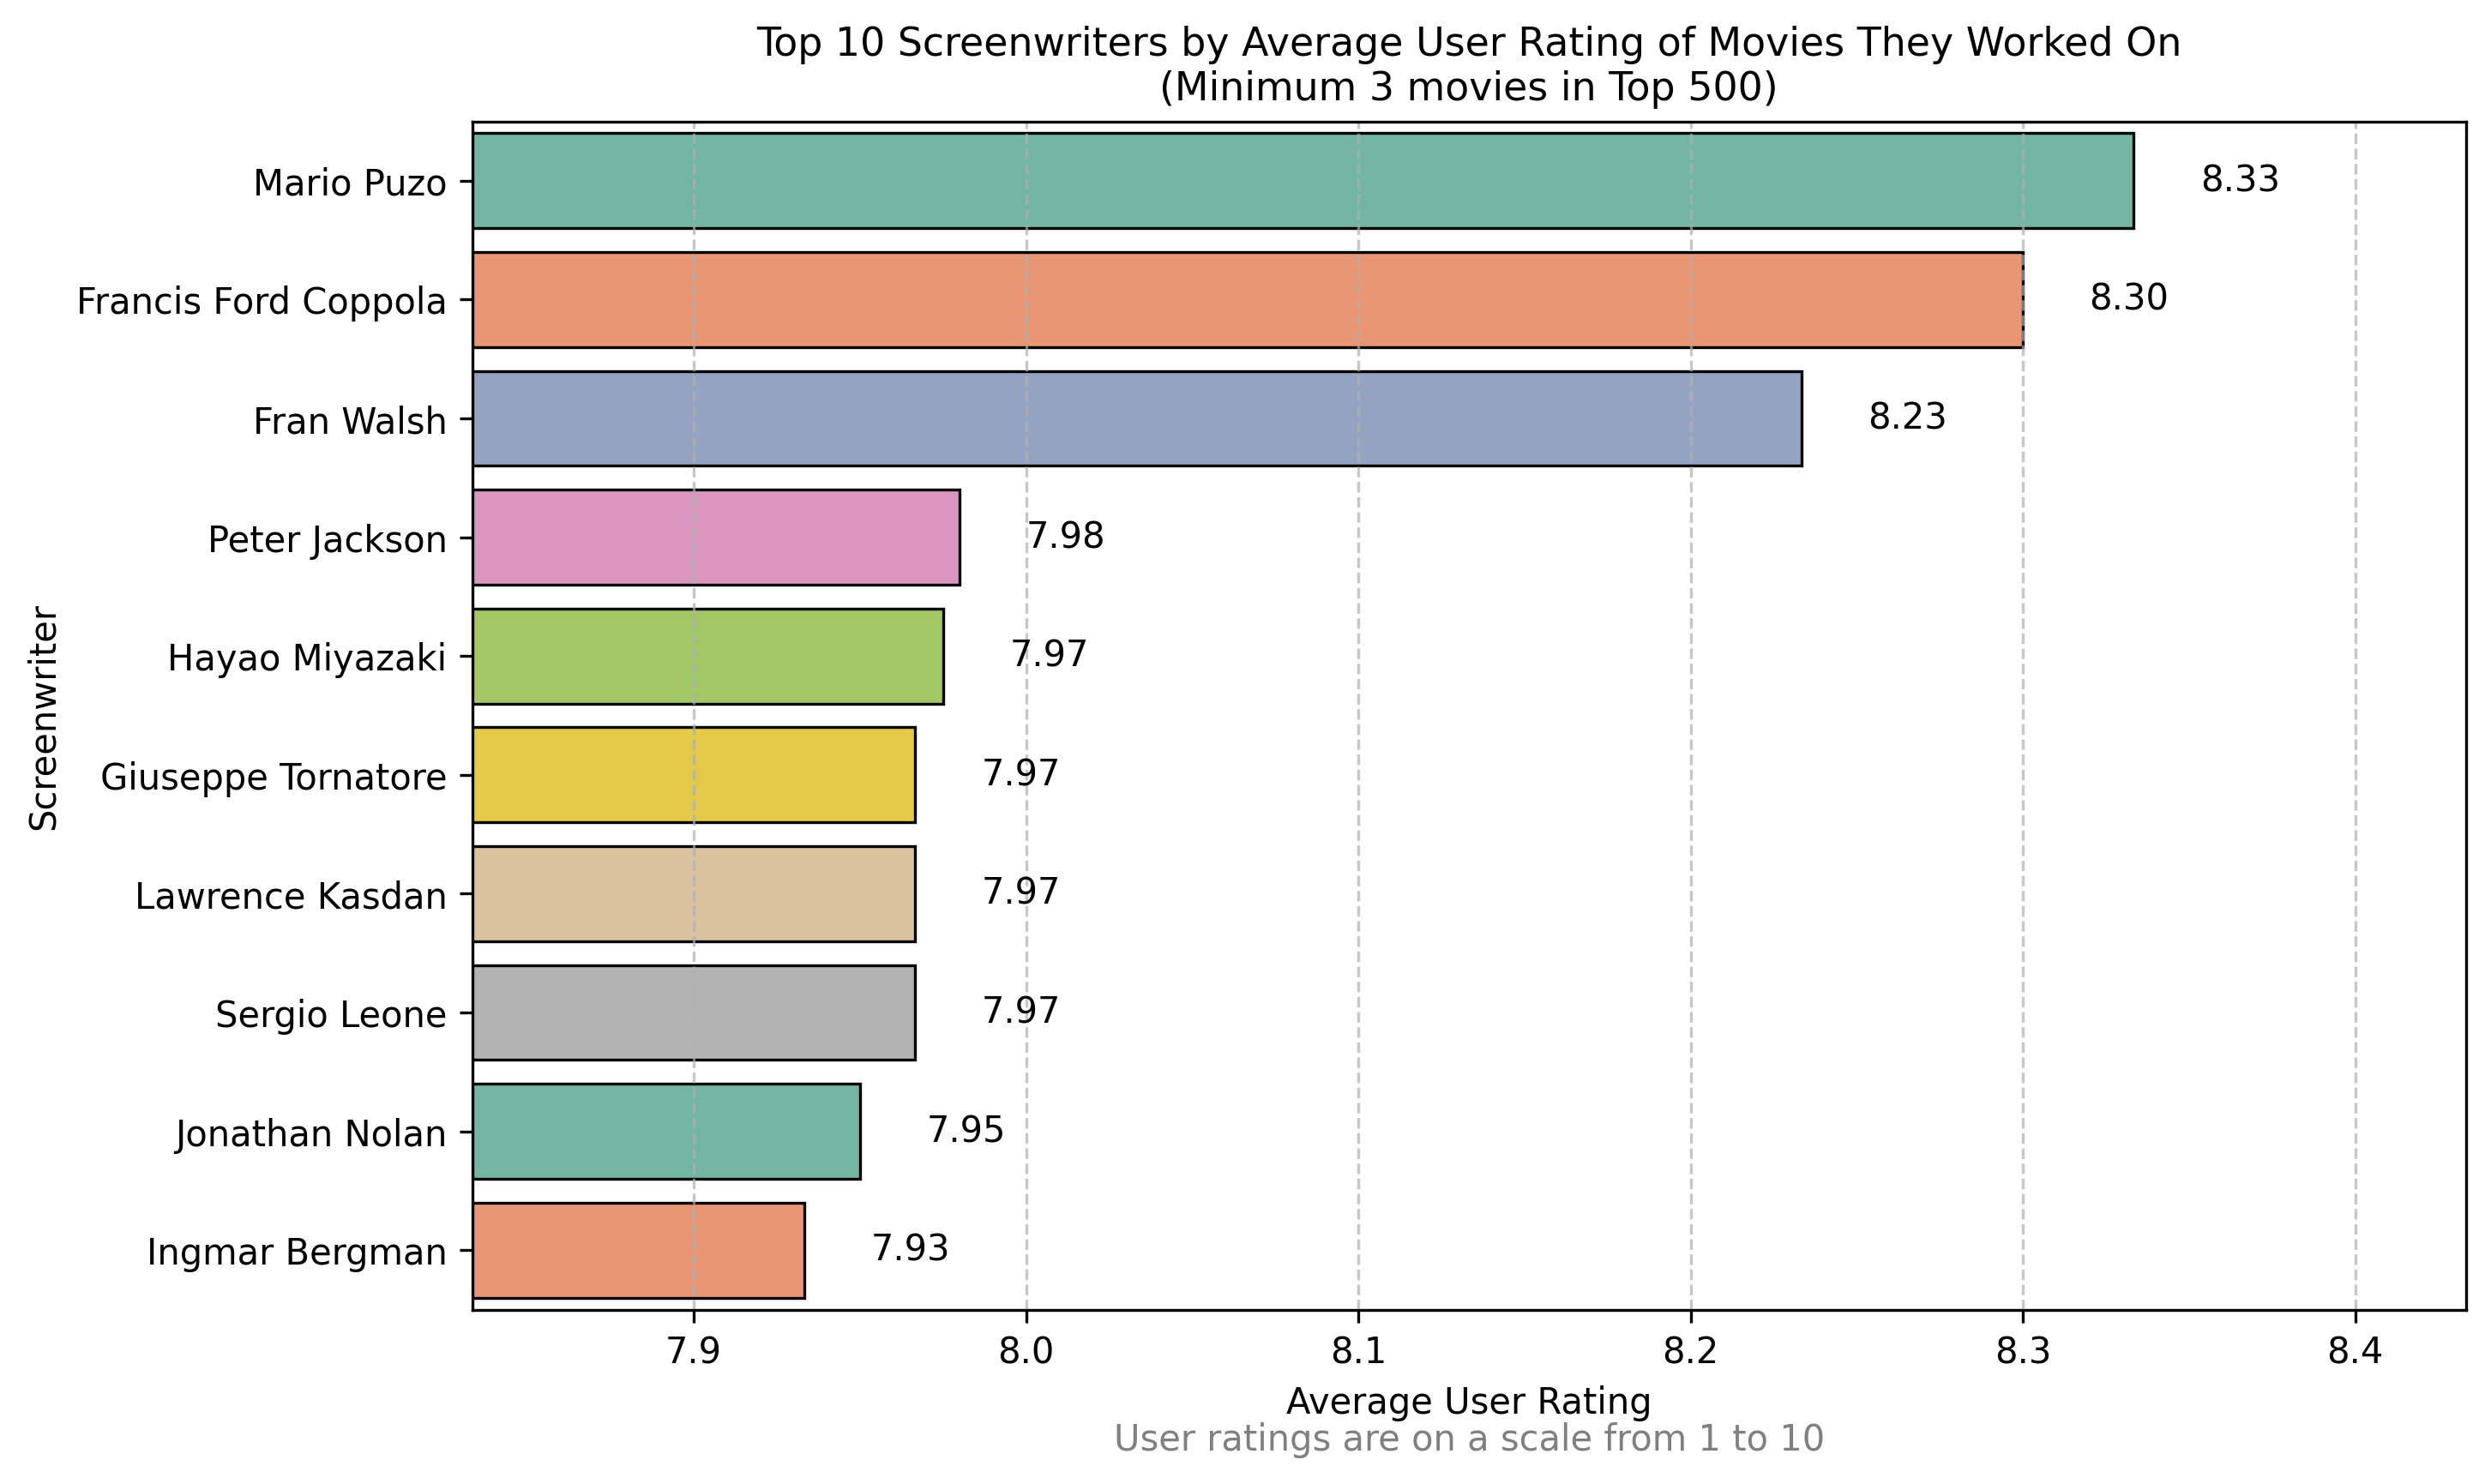 Top 10 Screenwriters by Average User Rating of Movies They Worked On
(Minimum 3 movies in Top 500)
Screenwriter
Mario Puzo 8.33
Francis Ford Coppola 8.30
Fran Walsh 8.23
Peter Jackson 7.98
Hayao Miyazaki 7.97
Giuseppe Tornatore 7.97
Lawrence Kasdan 7.97
Sergio Leone 7.97
Jonathan Nolan 7.95
Ingmar Bergman 7.93
7.9 8.0 8.1 8.2 8.3 8.4
Average User Rating
User ratings are on a scale from 1 to 10